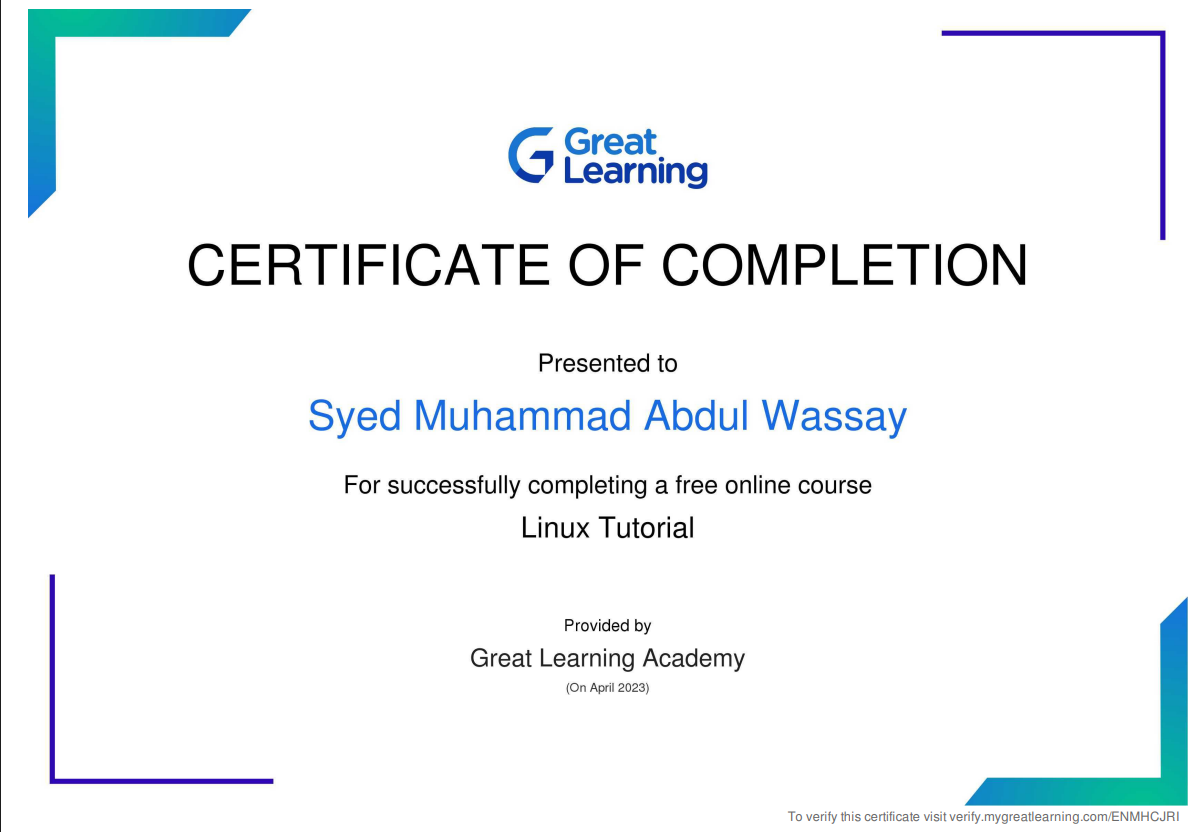 Great
Learning
CERTIFICATE OF COMPLETION
Presented to
Syed Muhammad Abdul Wassay
For successfully completing a free online course
Linux Tutorial
Provided by
Great Learning Academy
(On April 2023)
To verify this certificate visit verify.mygreatlearning.com/ENMHCJRI